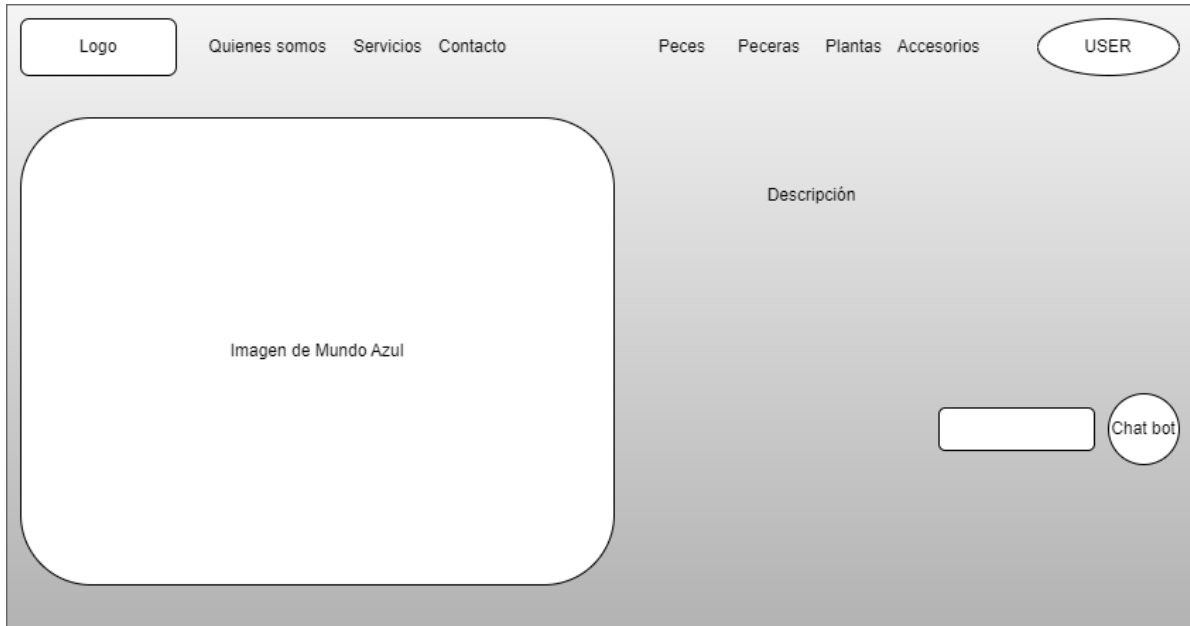 Logo
Quienes somos
Servicios
Contacto
Peces
Peceras
Plantas
Accesorios
USER
Descripción
Imagen de Mundo Azul
Chat bot